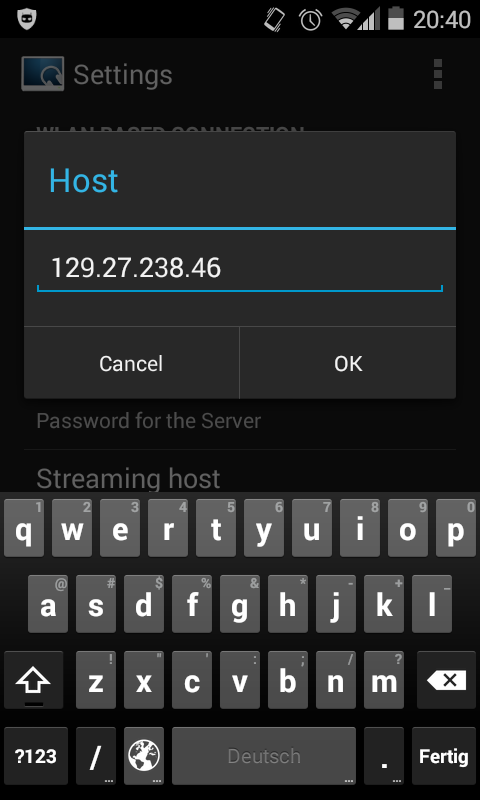 20:40
Settings
WLAN BASED CONNECTION
Host
129.27.238.46
Cancel OK
Password for the Server
Streaming host
1 2 3 4 5 6 7 8 9 0
q w e r t y u i o p
@ # $ % & * - + _
a s d f g h j k l
! " ' : ; / ?
z x c v b n m
?123 / ... ... Deutsch ... . ... Fertig